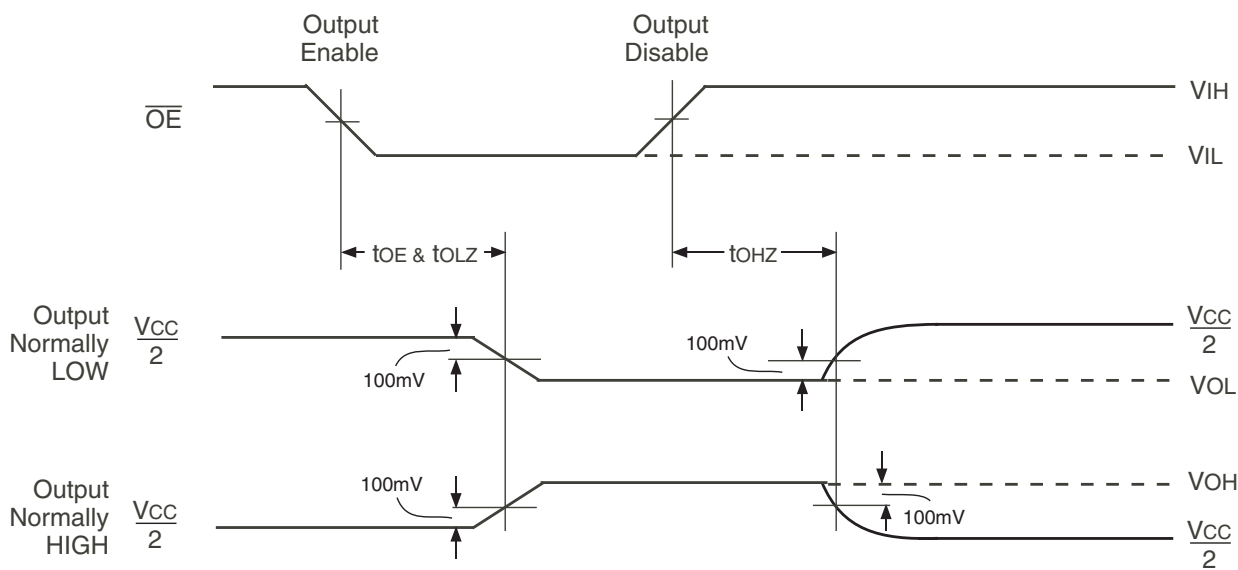 Output
Enable
Output
Disable
OE
VIH
VIL
tOE & tOLZ
tOHZ
Output
Normally
LOW
VCC
2
100mV
100mV
VCC
2
VOL
Output
Normally
HIGH
VCC
2
100mV
VOH
100mV
VCC
2